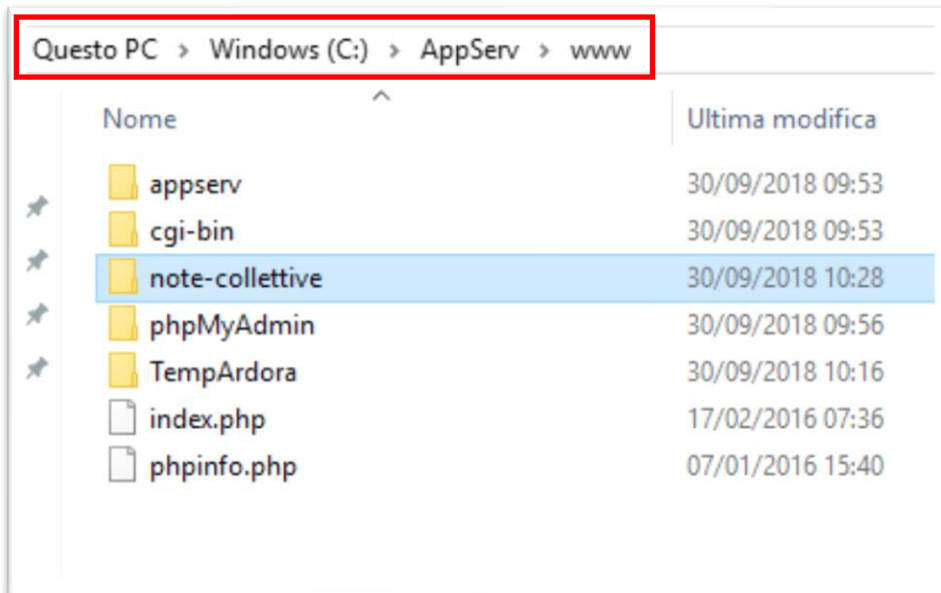 Questo PC > Windows (C:) > AppServ > www
Nome Ultima modifica
appserv 30/09/2018 09:53
cgi-bin 30/09/2018 09:53
note-collettive 30/09/2018 10:28
phpMyAdmin 30/09/2018 09:56
TempArdora 30/09/2018 10:16
index.php 17/02/2016 07:36
phpinfo.php 07/01/2016 15:40